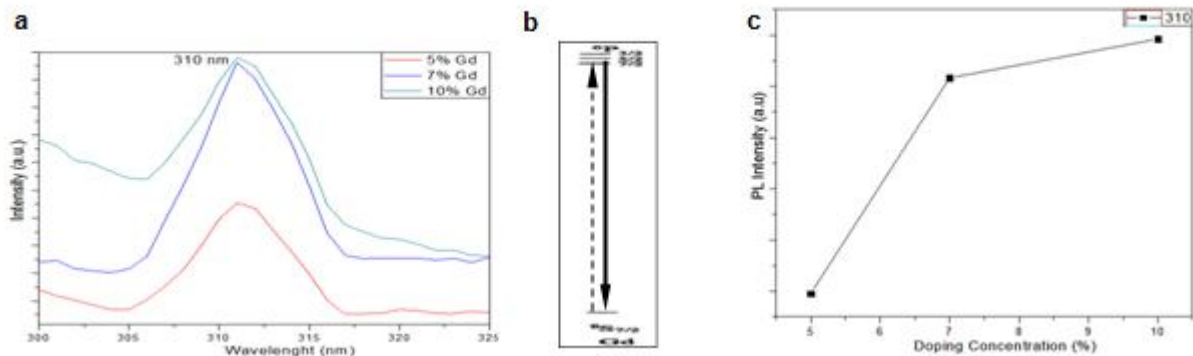 a
310 nm
5% Gd
7% Gd
10% Gd
Intensity (a.u.)
300 305 310 315 320 325
Wavelenght (nm)
b
Gd
c
310
PL Intensity (a.u)
5 6 7 8 9 10
Doping Concentration (%)